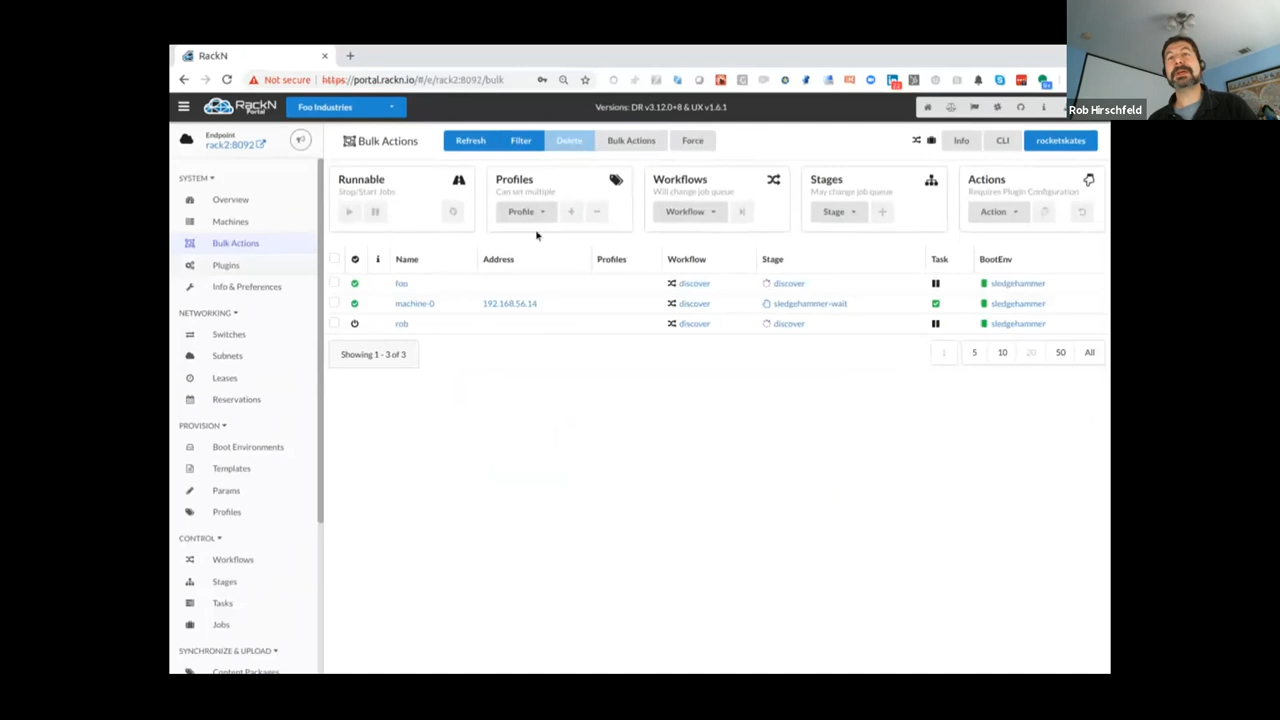 RackN
Not secure https://portal.rackn.io/#/e/rack2:8092/bulk
Rob Hirschfeld
RackN
Portal
Foo Industries
Versions: DR v3.12.0+8 & UX v1.6.1
Endpoint
rack2:8092
Bulk Actions
Refresh
Filter
Delete
Bulk Actions
Force
Info
CLI
rocketskates
SYSTEM
Overview
Machines
Bulk Actions
Plugins
Info & Preferences
NETWORKING
Switches
Subnets
Leases
Reservations
PROVISION
Boot Environments
Templates
Params
Profiles
CONTROL
Workflows
Stages
Tasks
Jobs
SYNCHRONIZE & UPLOAD
Content Packages
Runnable
Stop/Start Jobs
Profiles
Can set multiple
Profile
Workflows
Will change job queue
Workflow
Stages
May change job queue
Stage
Actions
Requires Plugin Configuration
Action
Name Address Profiles Workflow Stage Task BootEnv
foo discover discover sledgehammer
machine-0 192.168.56.14 discover sledgehammer-wait sledgehammer
rob discover discover sledgehammer
Showing 1 - 3 of 3
1 5 10 20 50 All